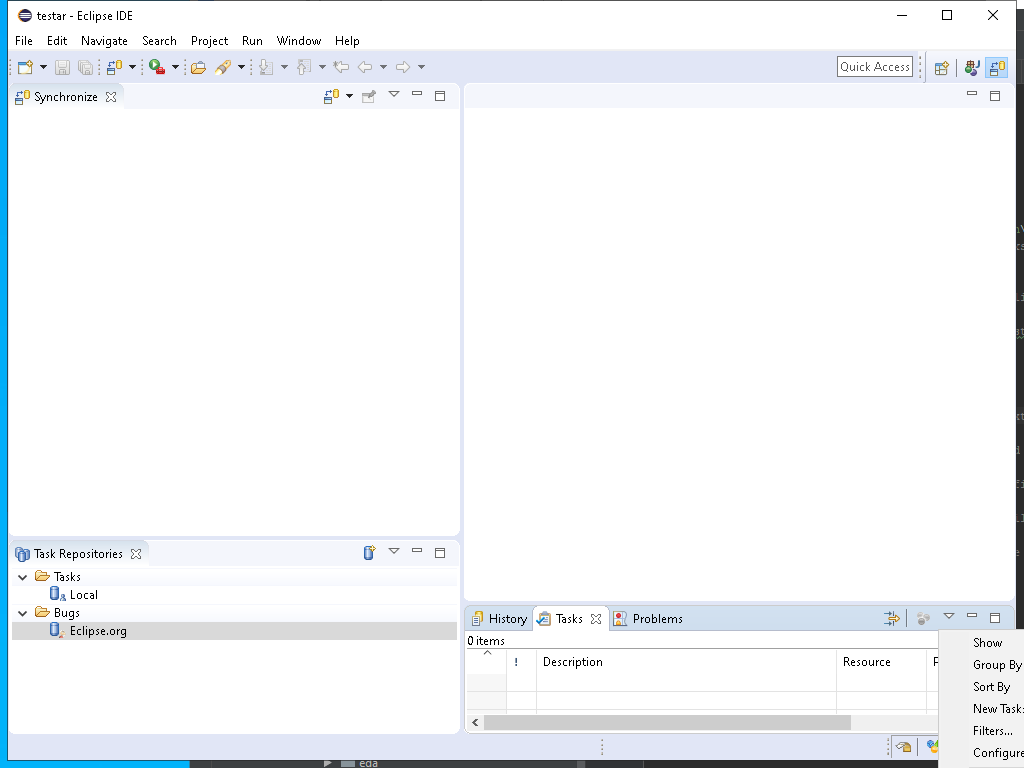 testar - Eclipse IDE
File Edit Navigate Search Project Run Window Help
Quick Access
Synchronize
Task Repositories
Tasks
Local
Bugs
Eclipse.org
History Tasks Problems
0 items
! Description Resource
Show
Group By
Sort By
New Task
Filters...
Configure
eda